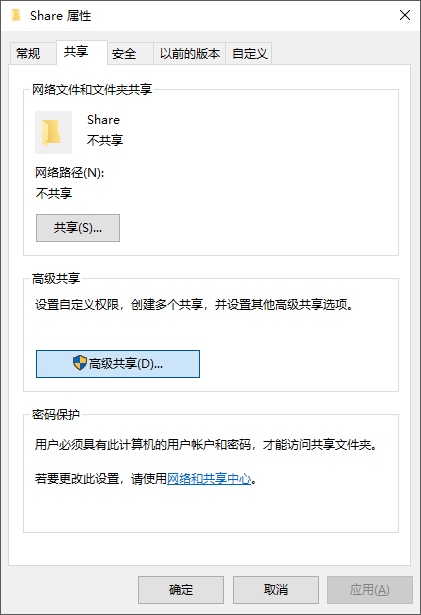 Share 属性
常规 共享 安全 以前的版本 自定义
网络文件和文件夹共享
Share
不共享
网络路径(N):
不共享
共享(S)...
高级共享
设置自定义权限，创建多个共享，并设置其他高级共享选项。
高级共享(D)...
密码保护
用户必须具有此计算机的用户帐户和密码，才能访问共享文件夹。
若要更改此设置，请使用网络和共享中心。
确定 取消 应用(A)